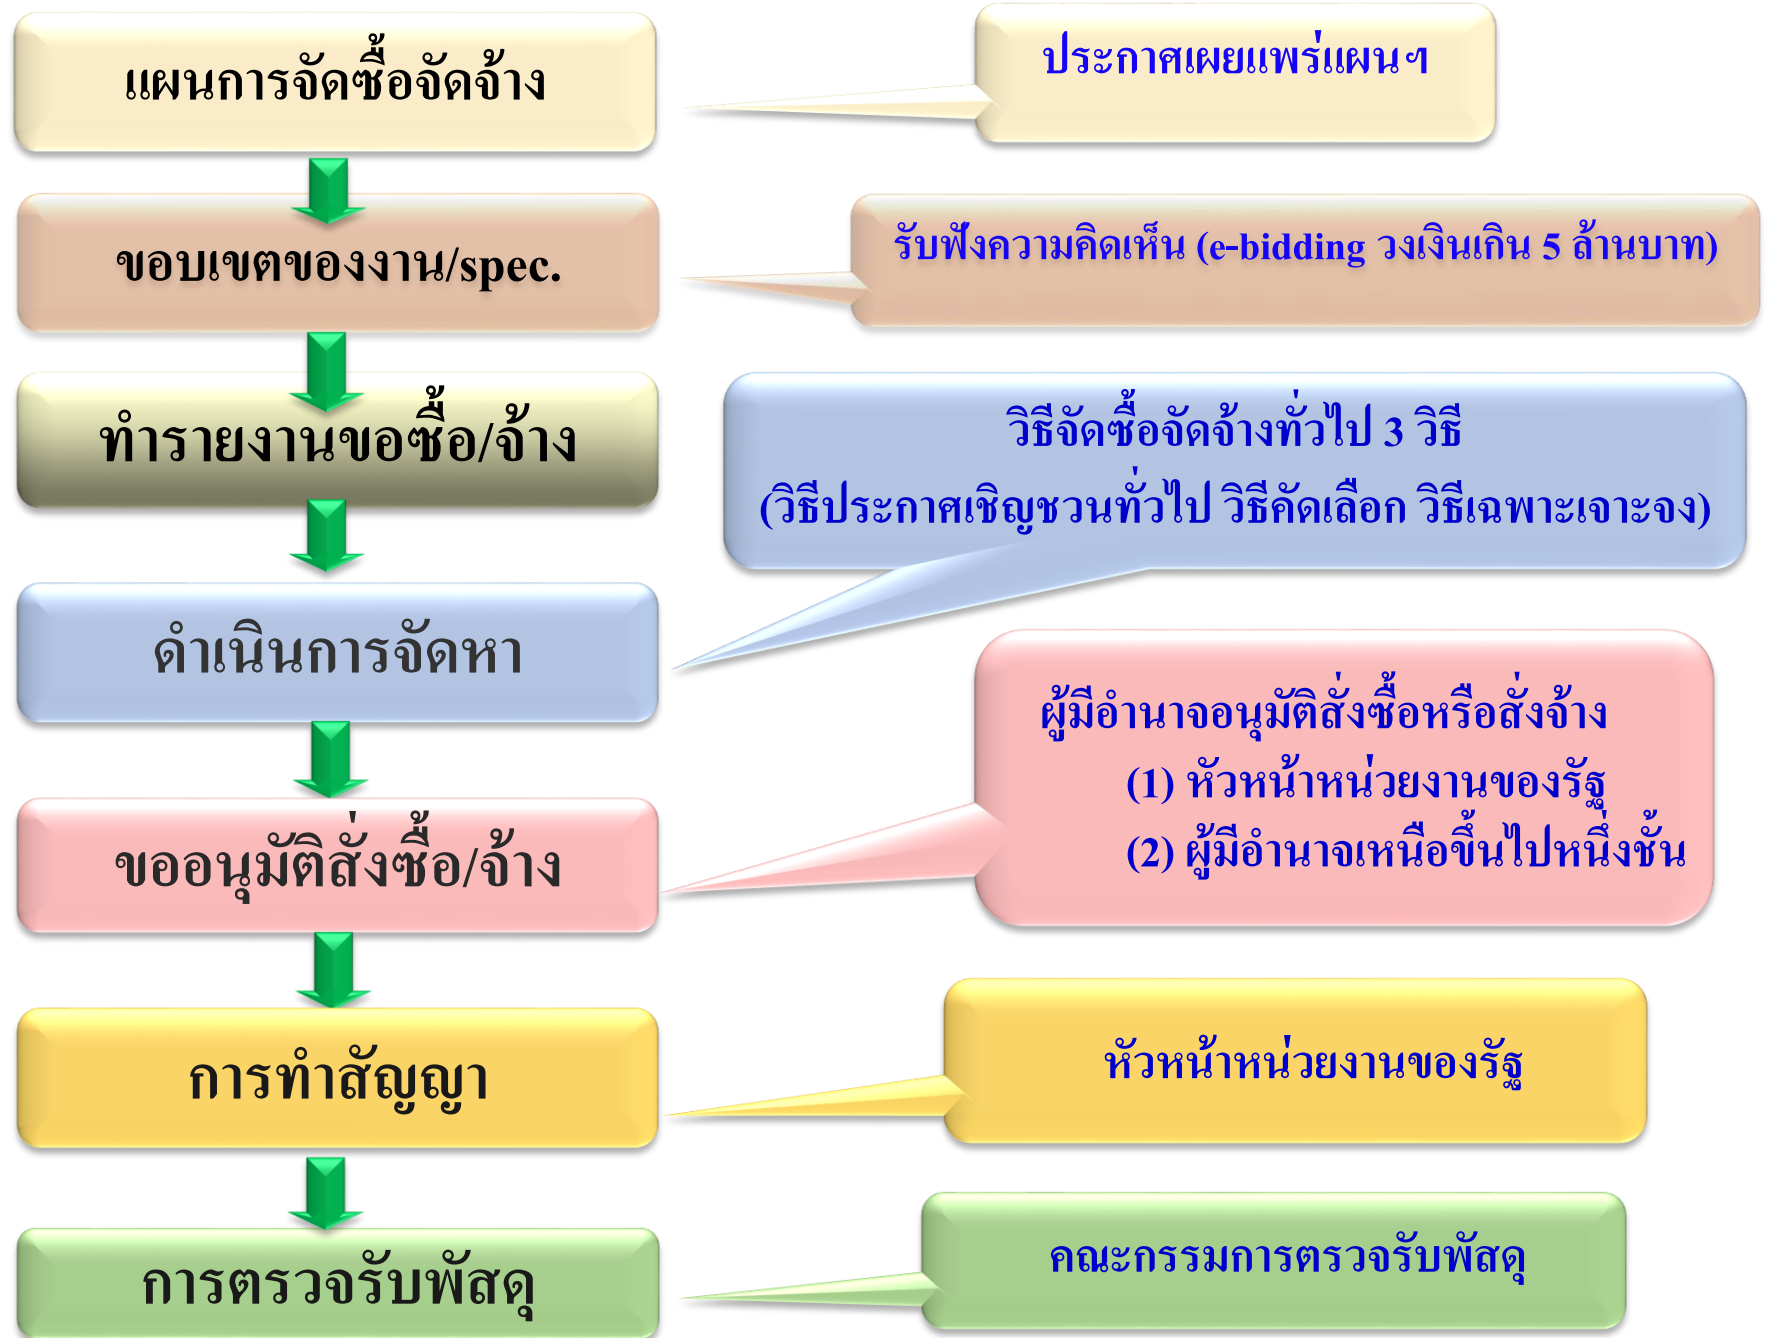 แผนการจัดซื้อจัดจ้าง
ประกาศเผยแพร่แผนฯ
ขอบเขตของงาน/spec.
รับฟังความคิดเห็น (e-bidding วงเงินเกิน 5 ล้านบาท)
ทำรายงานขอซื้อ/จ้าง
วิธีจัดซื้อจัดจ้างทั่วไป 3 วิธี
(วิธีประกาศเชิญชวนทั่วไป วิธีคัดเลือก วิธีเฉพาะเจาะจง)
ดำเนินการจัดหา
ผู้มีอำนาจอนุมัติสั่งซื้อหรือสั่งจ้าง
(1) หัวหน้าหน่วยงานของรัฐ
(2) ผู้มีอำนาจเหนือขึ้นไปหนึ่งชั้น
ขออนุมัติสั่งซื้อ/จ้าง
การทำสัญญา
หัวหน้าหน่วยงานของรัฐ
การตรวจรับพัสดุ
คณะกรรมการตรวจรับพัสดุ